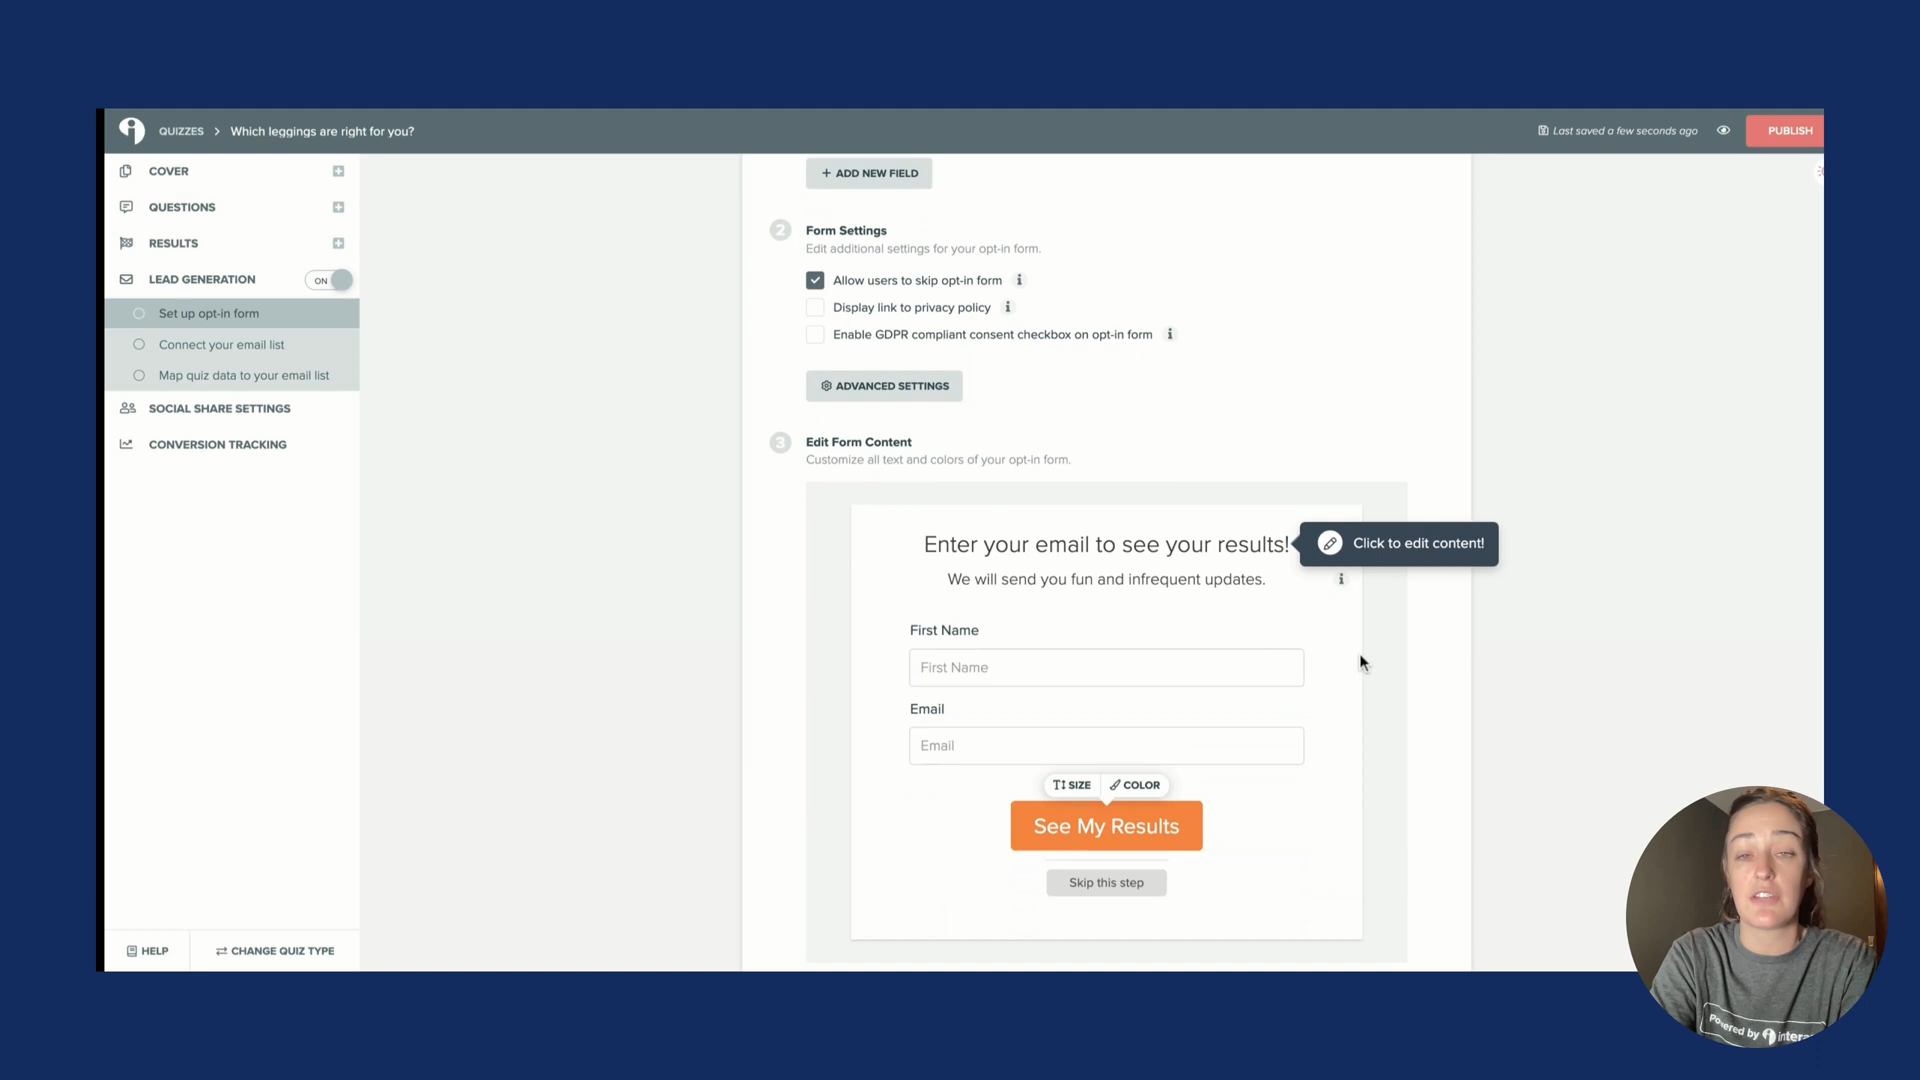 QUIZZES > Which leggings are right for you?
Last saved a few seconds ago
PUBLISH
COVER
QUESTIONS
RESULTS
LEAD GENERATION
ON
Set up opt-in form
Connect your email list
Map quiz data to your email list
SOCIAL SHARE SETTINGS
CONVERSION TRACKING
HELP
CHANGE QUIZ TYPE
+ ADD NEW FIELD
2 Form Settings
Edit additional settings for your opt-in form.
Allow users to skip opt-in form i
Display link to privacy policy i
Enable GDPR compliant consent checkbox on opt-in form i
ADVANCED SETTINGS
3 Edit Form Content
Customize all text and colors of your opt-in form.
Enter your email to see your results!
Click to edit content!
We will send you fun and infrequent updates. i
First Name
First Name
Email
Email
SIZE
COLOR
See My Results
Skip this step
Powered by intera